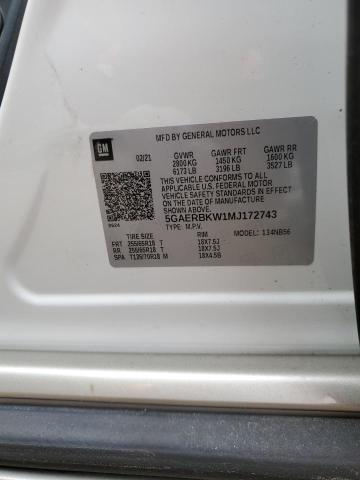 GM
MFD BY GENERAL MOTORS LLC
02/21 GVWR GAWR FRT GAWR RR
2800 KG 1450 KG 1600 KG
6173 LB 3196 LB 3527 LB
THIS VEHICLE CONFORMS TO ALL
APPLICABLE U.S. FEDERAL MOTOR
VEHICLE SAFETY STANDARDS IN
EFFECT ON THE DATE OF
MANUFACTURE SHOWN ABOVE.
5GAERBKW1MJ172743
TYPE: M.P.V. MODEL: 134NB56
TIRE SIZE RIM
FRT 255/65R18 T 18X7.5J
RR 255/65R18 T 18X7.5J
SPA T135/70R18 M 18X4.5B